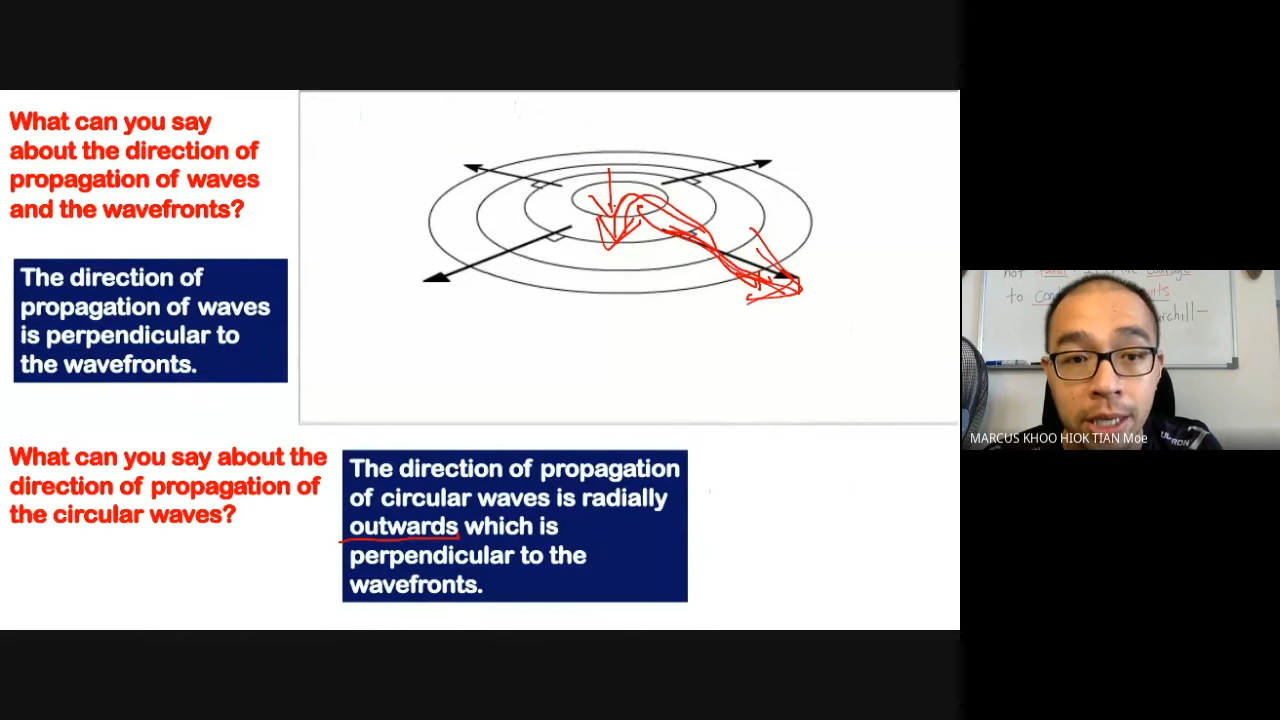 What can you say
about the direction of
propagation of waves
and the wavefronts?
The direction of
propagation of waves
is perpendicular to
the wavefronts.
What can you say about the
direction of propagation of
the circular waves?
The direction of propagation
of circular waves is radially
outwards which is
perpendicular to the
wavefronts.
not
to
MARCUS KHOO HIOK TIAN Moe